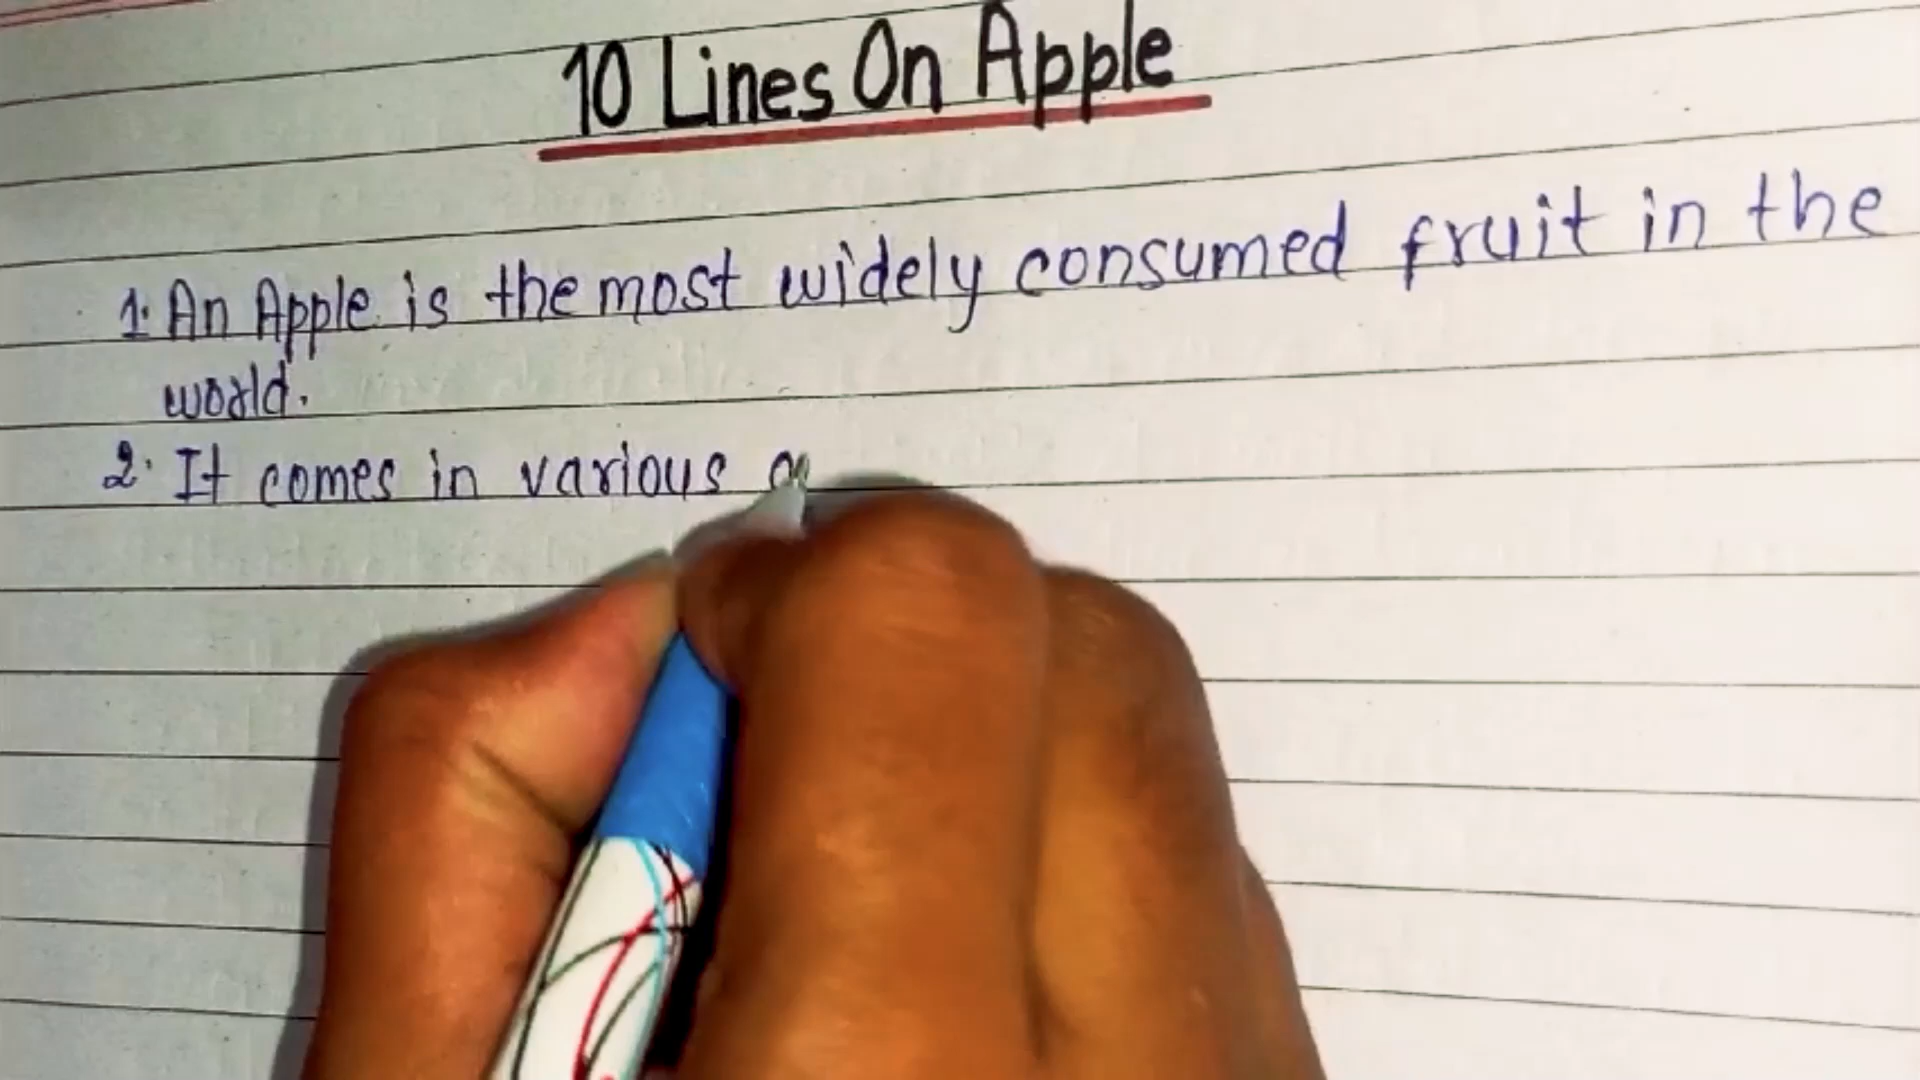 10 Lines On Apple
1. An Apple is the most widely consumed fruit in the
world.
2. It comes in various